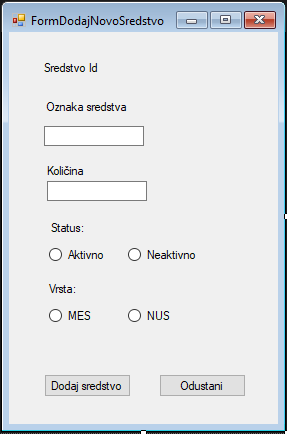 FormDodajNovoSredstvo
Sredstvo Id
Oznaka sredstva
Količina
Status:
Aktivno Neaktivno
Vrsta:
MES NUS
Dodaj sredstvo Odustani